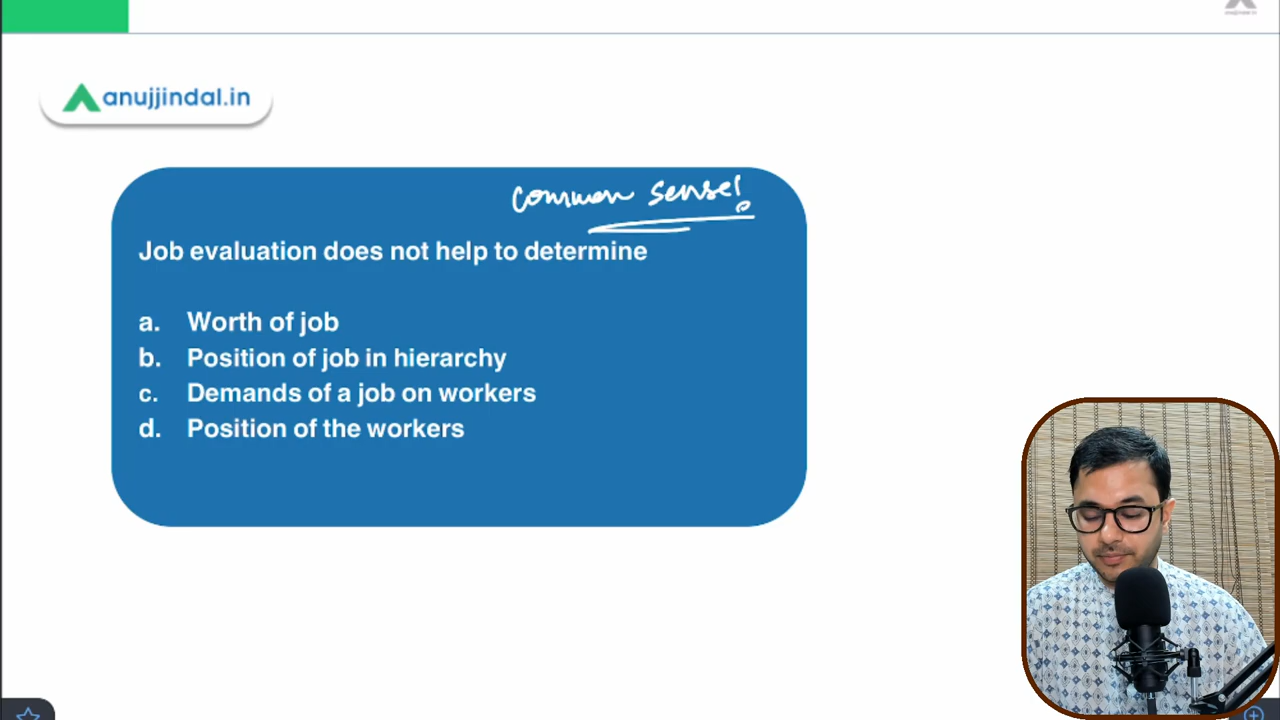 anujjindal.in
common sense!
Job evaluation does not help to determine
a. Worth of job
b. Position of job in hierarchy
c. Demands of a job on workers
d. Position of the workers